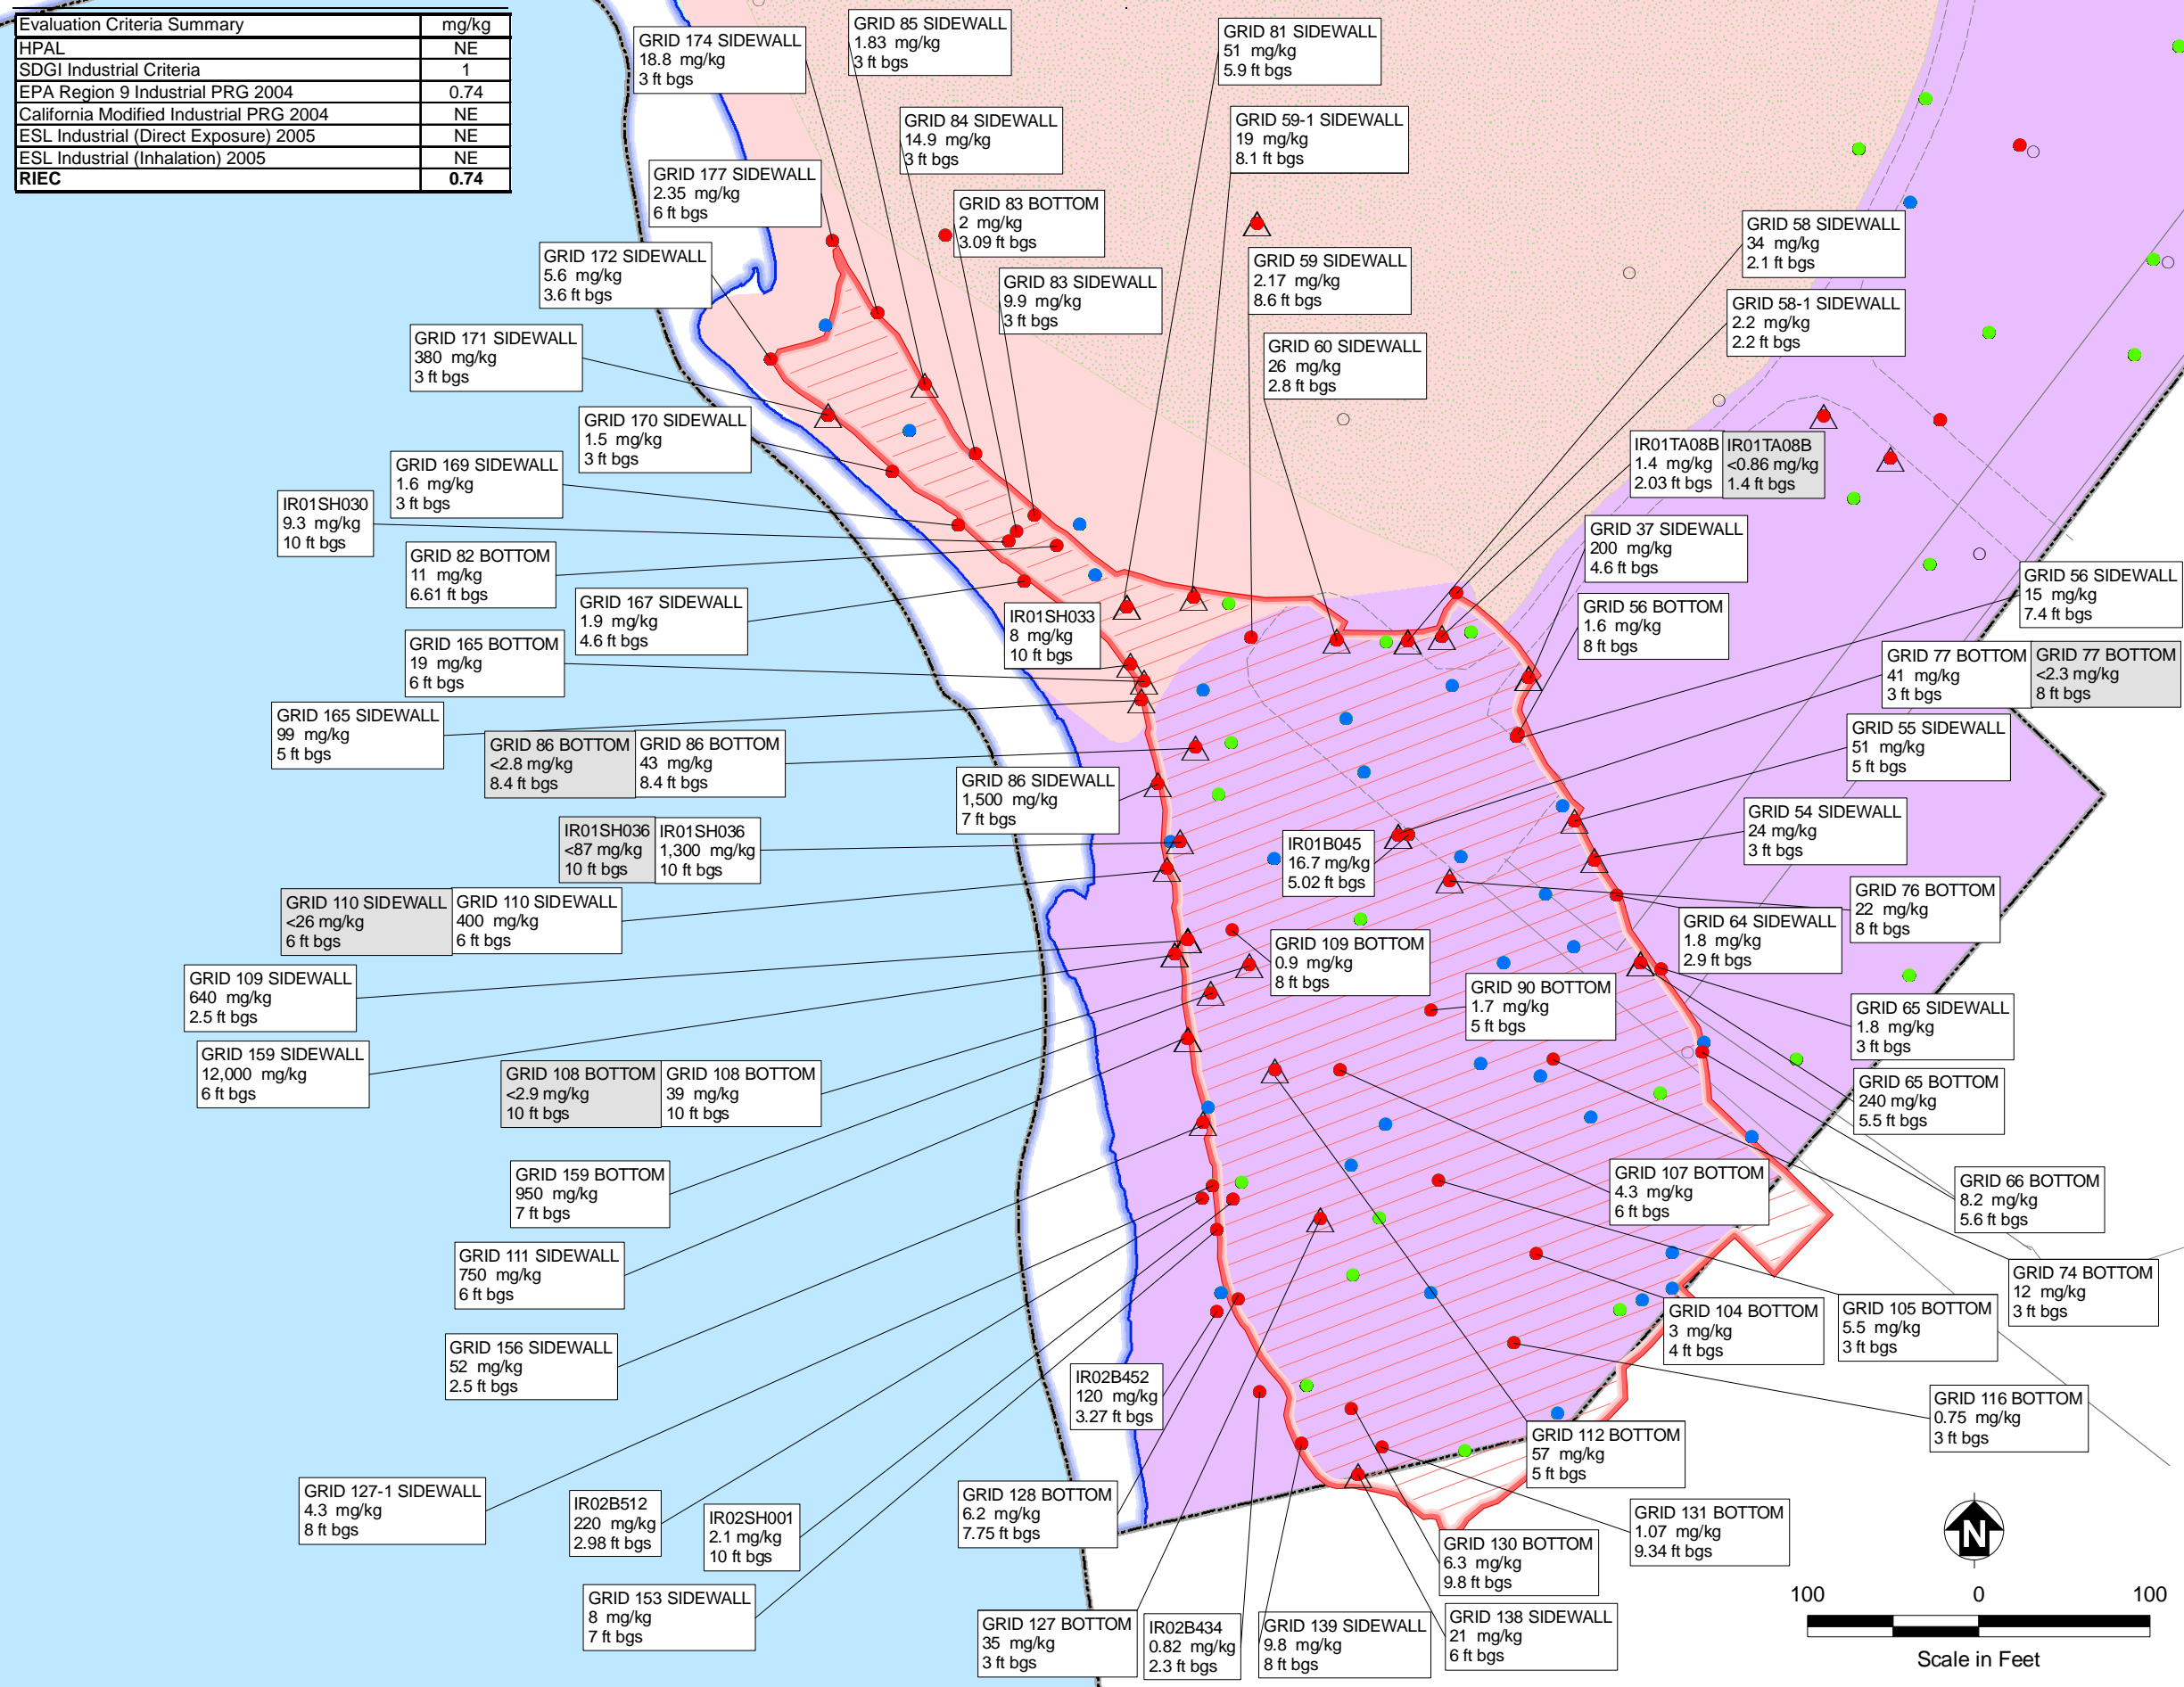 Evaluation Criteria Summary mg/kg
HPAL NE
SDGI Industrial Criteria 1
EPA Region 9 Industrial PRG 2004 0.74
California Modified Industrial PRG 2004 NE
ESL Industrial (Direct Exposure) 2005 NE
ESL Industrial (Inhalation) 2005 NE
RIEC 0.74
GRID 174 SIDEWALL
18.8 mg/kg
3 ft bgs
GRID 85 SIDEWALL
1.83 mg/kg
3 ft bgs
GRID 81 SIDEWALL
51 mg/kg
5.9 ft bgs
GRID 84 SIDEWALL
14.9 mg/kg
3 ft bgs
GRID 59-1 SIDEWALL
19 mg/kg
8.1 ft bgs
GRID 177 SIDEWALL
2.35 mg/kg
6 ft bgs
GRID 83 BOTTOM
2 mg/kg
3.09 ft bgs
GRID 58 SIDEWALL
34 mg/kg
2.1 ft bgs
GRID 172 SIDEWALL
5.6 mg/kg
3.6 ft bgs
GRID 83 SIDEWALL
9.9 mg/kg
3 ft bgs
GRID 59 SIDEWALL
2.17 mg/kg
8.6 ft bgs
GRID 58-1 SIDEWALL
2.2 mg/kg
2.2 ft bgs
GRID 171 SIDEWALL
380 mg/kg
3 ft bgs
GRID 60 SIDEWALL
26 mg/kg
2.8 ft bgs
GRID 170 SIDEWALL
1.5 mg/kg
3 ft bgs
IR01TA08B
1.4 mg/kg
2.03 ft bgs
IR01TA08B
<0.86 mg/kg
1.4 ft bgs
GRID 169 SIDEWALL
1.6 mg/kg
3 ft bgs
IR01SH030
9.3 mg/kg
10 ft bgs
GRID 37 SIDEWALL
200 mg/kg
4.6 ft bgs
GRID 82 BOTTOM
11 mg/kg
6.61 ft bgs
GRID 56 SIDEWALL
15 mg/kg
7.4 ft bgs
GRID 167 SIDEWALL
1.9 mg/kg
4.6 ft bgs
IR01SH033
8 mg/kg
10 ft bgs
GRID 56 BOTTOM
1.6 mg/kg
8 ft bgs
GRID 165 BOTTOM
19 mg/kg
6 ft bgs
GRID 77 BOTTOM
41 mg/kg
3 ft bgs
GRID 77 BOTTOM
<2.3 mg/kg
8 ft bgs
GRID 165 SIDEWALL
99 mg/kg
5 ft bgs
GRID 86 BOTTOM
<2.8 mg/kg
8.4 ft bgs
GRID 86 BOTTOM
43 mg/kg
8.4 ft bgs
GRID 55 SIDEWALL
51 mg/kg
5 ft bgs
GRID 86 SIDEWALL
1,500 mg/kg
7 ft bgs
GRID 54 SIDEWALL
24 mg/kg
3 ft bgs
IR01SH036
<87 mg/kg
10 ft bgs
IR01SH036
1,300 mg/kg
10 ft bgs
IR01B045
16.7 mg/kg
5.02 ft bgs
GRID 110 SIDEWALL
<26 mg/kg
6 ft bgs
GRID 110 SIDEWALL
400 mg/kg
6 ft bgs
GRID 76 BOTTOM
22 mg/kg
8 ft bgs
GRID 64 SIDEWALL
1.8 mg/kg
2.9 ft bgs
GRID 109 BOTTOM
0.9 mg/kg
8 ft bgs
GRID 109 SIDEWALL
640 mg/kg
2.5 ft bgs
GRID 90 BOTTOM
1.7 mg/kg
5 ft bgs
GRID 65 SIDEWALL
1.8 mg/kg
3 ft bgs
GRID 159 SIDEWALL
12,000 mg/kg
6 ft bgs
GRID 108 BOTTOM
<2.9 mg/kg
10 ft bgs
GRID 108 BOTTOM
39 mg/kg
10 ft bgs
GRID 65 BOTTOM
240 mg/kg
5.5 ft bgs
GRID 159 BOTTOM
950 mg/kg
7 ft bgs
GRID 107 BOTTOM
4.3 mg/kg
6 ft bgs
GRID 66 BOTTOM
8.2 mg/kg
5.6 ft bgs
GRID 111 SIDEWALL
750 mg/kg
6 ft bgs
GRID 74 BOTTOM
12 mg/kg
3 ft bgs
GRID 104 BOTTOM
3 mg/kg
4 ft bgs
GRID 105 BOTTOM
5.5 mg/kg
3 ft bgs
GRID 156 SIDEWALL
52 mg/kg
2.5 ft bgs
IR02B452
120 mg/kg
3.27 ft bgs
GRID 116 BOTTOM
0.75 mg/kg
3 ft bgs
GRID 112 BOTTOM
57 mg/kg
5 ft bgs
GRID 127-1 SIDEWALL
4.3 mg/kg
8 ft bgs
IR02B512
220 mg/kg
2.98 ft bgs
IR02SH001
2.1 mg/kg
10 ft bgs
GRID 128 BOTTOM
6.2 mg/kg
7.75 ft bgs
GRID 131 BOTTOM
1.07 mg/kg
9.34 ft bgs
GRID 130 BOTTOM
6.3 mg/kg
9.8 ft bgs
GRID 153 SIDEWALL
8 mg/kg
7 ft bgs
GRID 127 BOTTOM
35 mg/kg
3 ft bgs
IR02B434
0.82 mg/kg
2.3 ft bgs
GRID 139 SIDEWALL
9.8 mg/kg
8 ft bgs
GRID 138 SIDEWALL
21 mg/kg
6 ft bgs
N
100 0 100
Scale in Feet